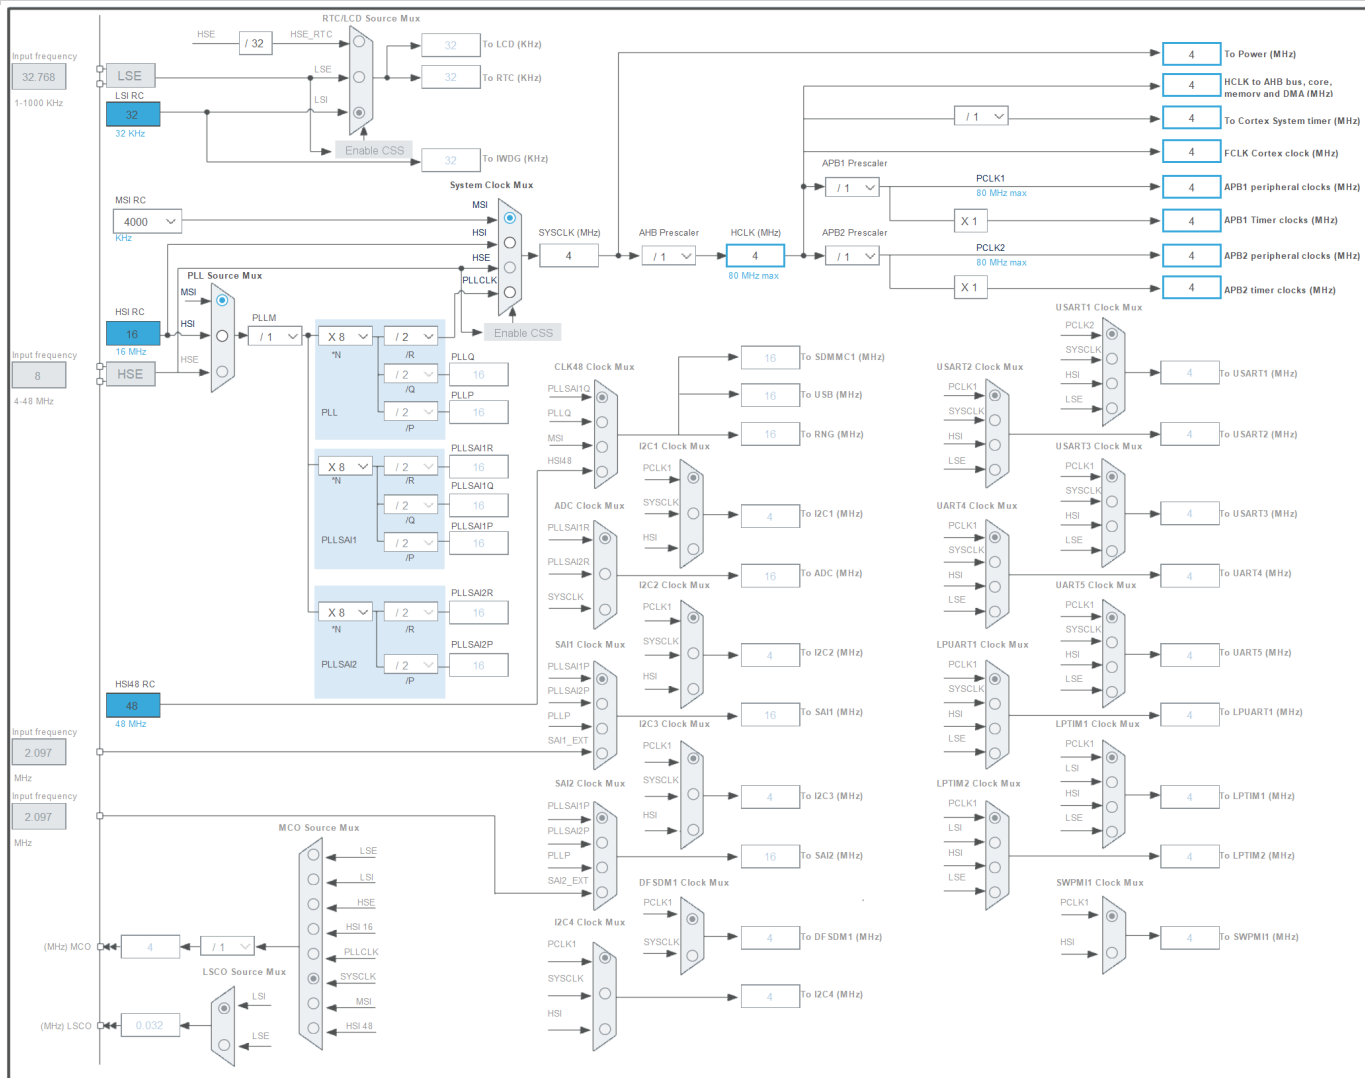 RTC/LCD Source Mux
HSE
/ 32
HSE_RTC
32
To LCD (KHz)
Input frequency
32.768
1-1000 KHz
LSE
LSE
32
To RTC (KHz)
LSI RC
32
32 KHz
LSI
Enable CSS
32
To IWDG (KHz)
4
To Power (MHz)
4
HCLK to AHB bus, core,
memory and DMA (MHz)
/ 1
4
To Cortex System timer (MHz)
4
FCLK Cortex clock (MHz)
System Clock Mux
MSI RC
4000
KHz
MSI
HSI
HSE
PLLCLK
SYSCLK (MHz)
4
AHB Prescaler
/ 1
HCLK (MHz)
4
80 MHz max
APB1 Prescaler
/ 1
PCLK1
80 MHz max
4
APB1 peripheral clocks (MHz)
X 1
4
APB1 Timer clocks (MHz)
APB2 Prescaler
/ 1
PCLK2
80 MHz max
4
APB2 peripheral clocks (MHz)
X 1
4
APB2 timer clocks (MHz)
Enable CSS
PLL Source Mux
MSI
HSI
HSE
HSI RC
16
16 MHz
Input frequency
8
4-48 MHz
HSE
PLLM
/ 1
X 8
*N
/ 2
/R
PLLQ
/ 2
16
/Q
PLLP
/ 2
16
/P
PLL
PLLSAI1R
X 8
*N
/ 2
16
/R
PLLSAI1Q
/ 2
16
/Q
PLLSAI1P
/ 2
16
/P
PLLSAI1
PLLSAI2R
X 8
*N
/ 2
16
/R
PLLSAI2P
/ 2
16
/P
PLLSAI2
HSI48 RC
48
48 MHz
Input frequency
2.097
MHz
Input frequency
2.097
MHz
CLK48 Clock Mux
PLLSAI1Q
PLLQ
MSI
HSI48
16
To SDMMC1 (MHz)
16
To USB (MHz)
16
To RNG (MHz)
I2C1 Clock Mux
PCLK1
SYSCLK
HSI
4
To I2C1 (MHz)
ADC Clock Mux
PLLSAI1R
PLLSAI2R
SYSCLK
16
To ADC (MHz)
I2C2 Clock Mux
PCLK1
SYSCLK
HSI
4
To I2C2 (MHz)
SAI1 Clock Mux
PLLSAI1P
PLLSAI2P
PLLP
SAI1_EXT
16
To SAI1 (MHz)
I2C3 Clock Mux
PCLK1
SYSCLK
HSI
4
To I2C3 (MHz)
SAI2 Clock Mux
PLLSAI1P
PLLSAI2P
PLLP
SAI2_EXT
16
To SAI2 (MHz)
DFSDM1 Clock Mux
PCLK1
SYSCLK
4
To DFSDM1 (MHz)
I2C4 Clock Mux
PCLK1
SYSCLK
HSI
4
To I2C4 (MHz)
USART1 Clock Mux
PCLK2
SYSCLK
HSI
LSE
4
To USART1 (MHz)
USART2 Clock Mux
PCLK1
SYSCLK
HSI
LSE
4
To USART2 (MHz)
USART3 Clock Mux
PCLK1
SYSCLK
HSI
LSE
4
To USART3 (MHz)
UART4 Clock Mux
PCLK1
SYSCLK
HSI
LSE
4
To UART4 (MHz)
UART5 Clock Mux
PCLK1
SYSCLK
HSI
LSE
4
To UART5 (MHz)
LPUART1 Clock Mux
PCLK1
SYSCLK
HSI
LSE
4
To LPUART1 (MHz)
LPTIM1 Clock Mux
PCLK1
LSI
HSI
LSE
4
To LPTIM1 (MHz)
LPTIM2 Clock Mux
PCLK1
LSI
HSI
LSE
4
To LPTIM2 (MHz)
SWPMI1 Clock Mux
PCLK1
HSI
4
To SWPMI1 (MHz)
MCO Source Mux
LSE
LSI
HSE
HSI 16
PLLCLK
SYSCLK
MSI
HSI 48
(MHz) MCO
4
/ 1
LSCO Source Mux
LSI
LSE
(MHz) LSCO
0.032